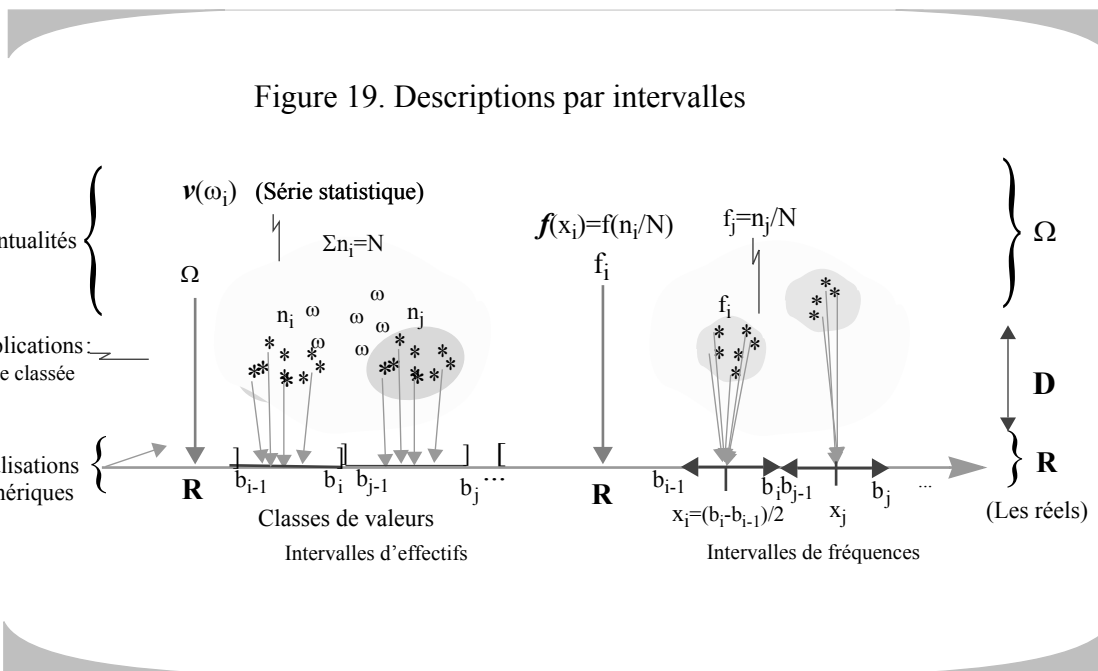 Figure 19. Descriptions par intervalles
v(ωi) (Série statistique)
Σni=N
f(xi)=f(ni/N)
fj=nj/N
ntualités
Ω
fi
Ω
ni ω ω ω nj
fi
ω ω
plications:
e classée
D
lisations
nériques
] ] ] ] [
R
bi-1 bi bj-1 bj ...
R
bi-1 bi bj-1 bj ...
R
Classes de valeurs
xi=(bi-bi-1)/2 xj
(Les réels)
Intervalles d’effectifs
Intervalles de fréquences